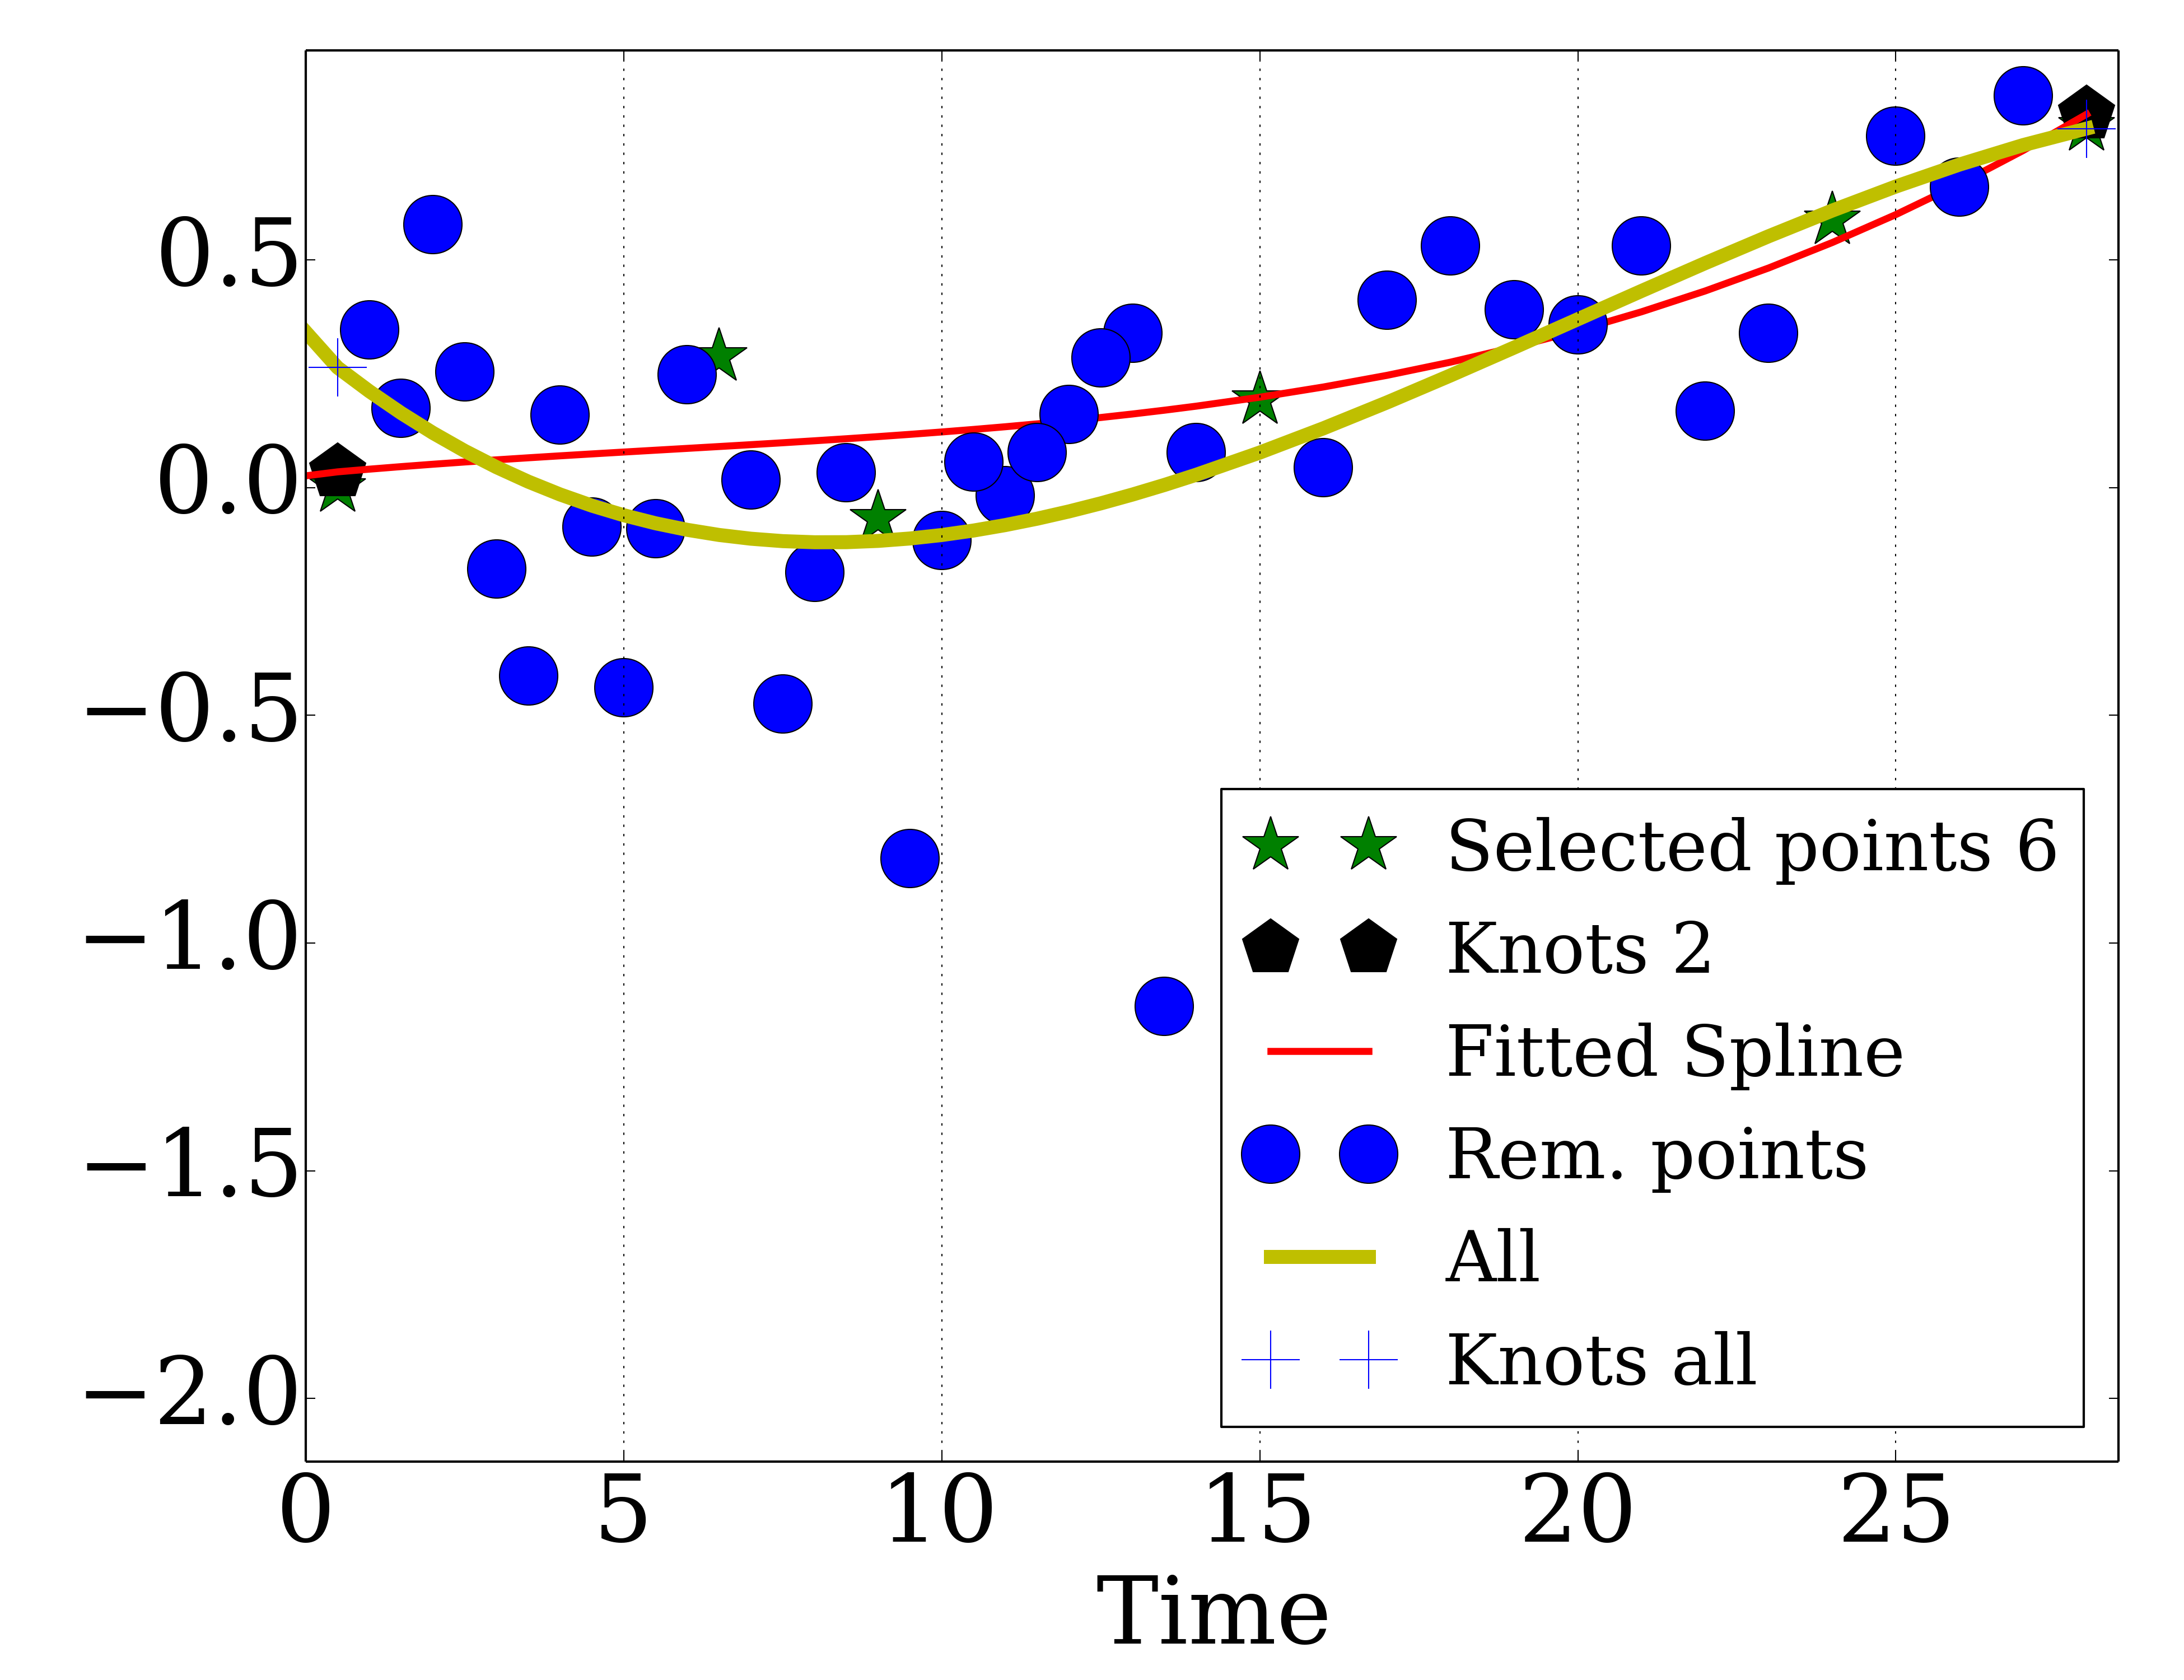 0.5
0.0
−0.5
−1.0
−1.5
−2.0
Selected points 6
Knots 2
Fitted Spline
Rem. points
All
Knots all
0 5 10 15 20 25
Time